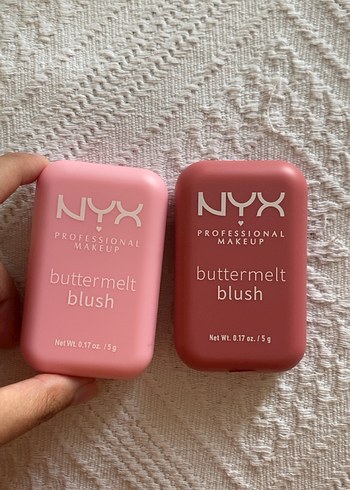 NYX
PROFESSIONAL
MAKEUP
buttermelt
blush
Net Wt. 0.17 oz. / 5 g
NYX
PROFESSIONAL
MAKEUP
buttermelt
blush
Net Wt. 0.17 oz. / 5 g